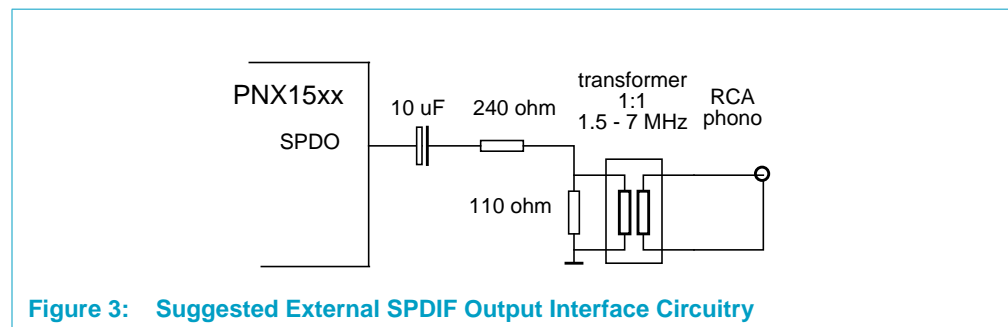 PNX15xx
SPDO
10 uF
240 ohm
110 ohm
transformer
1:1
1.5 - 7 MHz
RCA
phono
Figure 3: Suggested External SPDIF Output Interface Circuitry